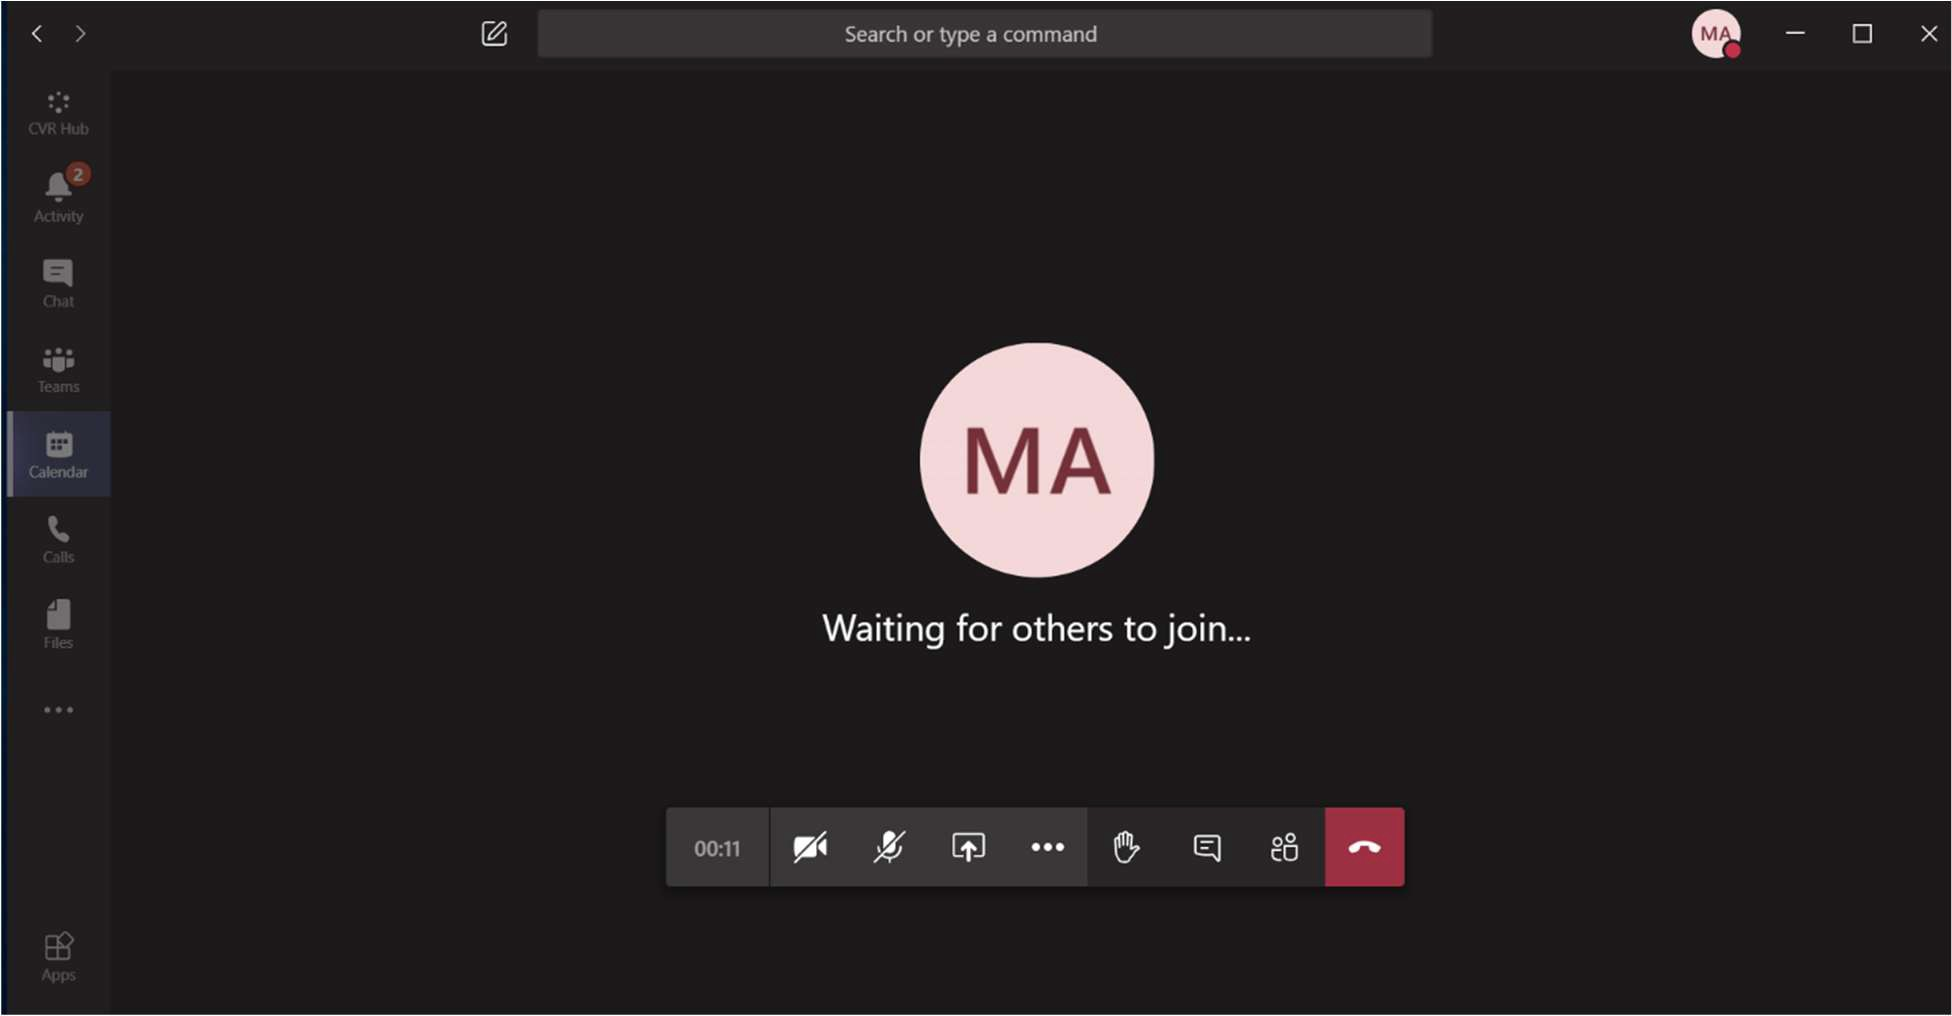 Search or type a command
MA
CVR Hub
2
Activity
Chat
Teams
Calendar
Calls
Files
Apps
MA
Waiting for others to join...
00:11